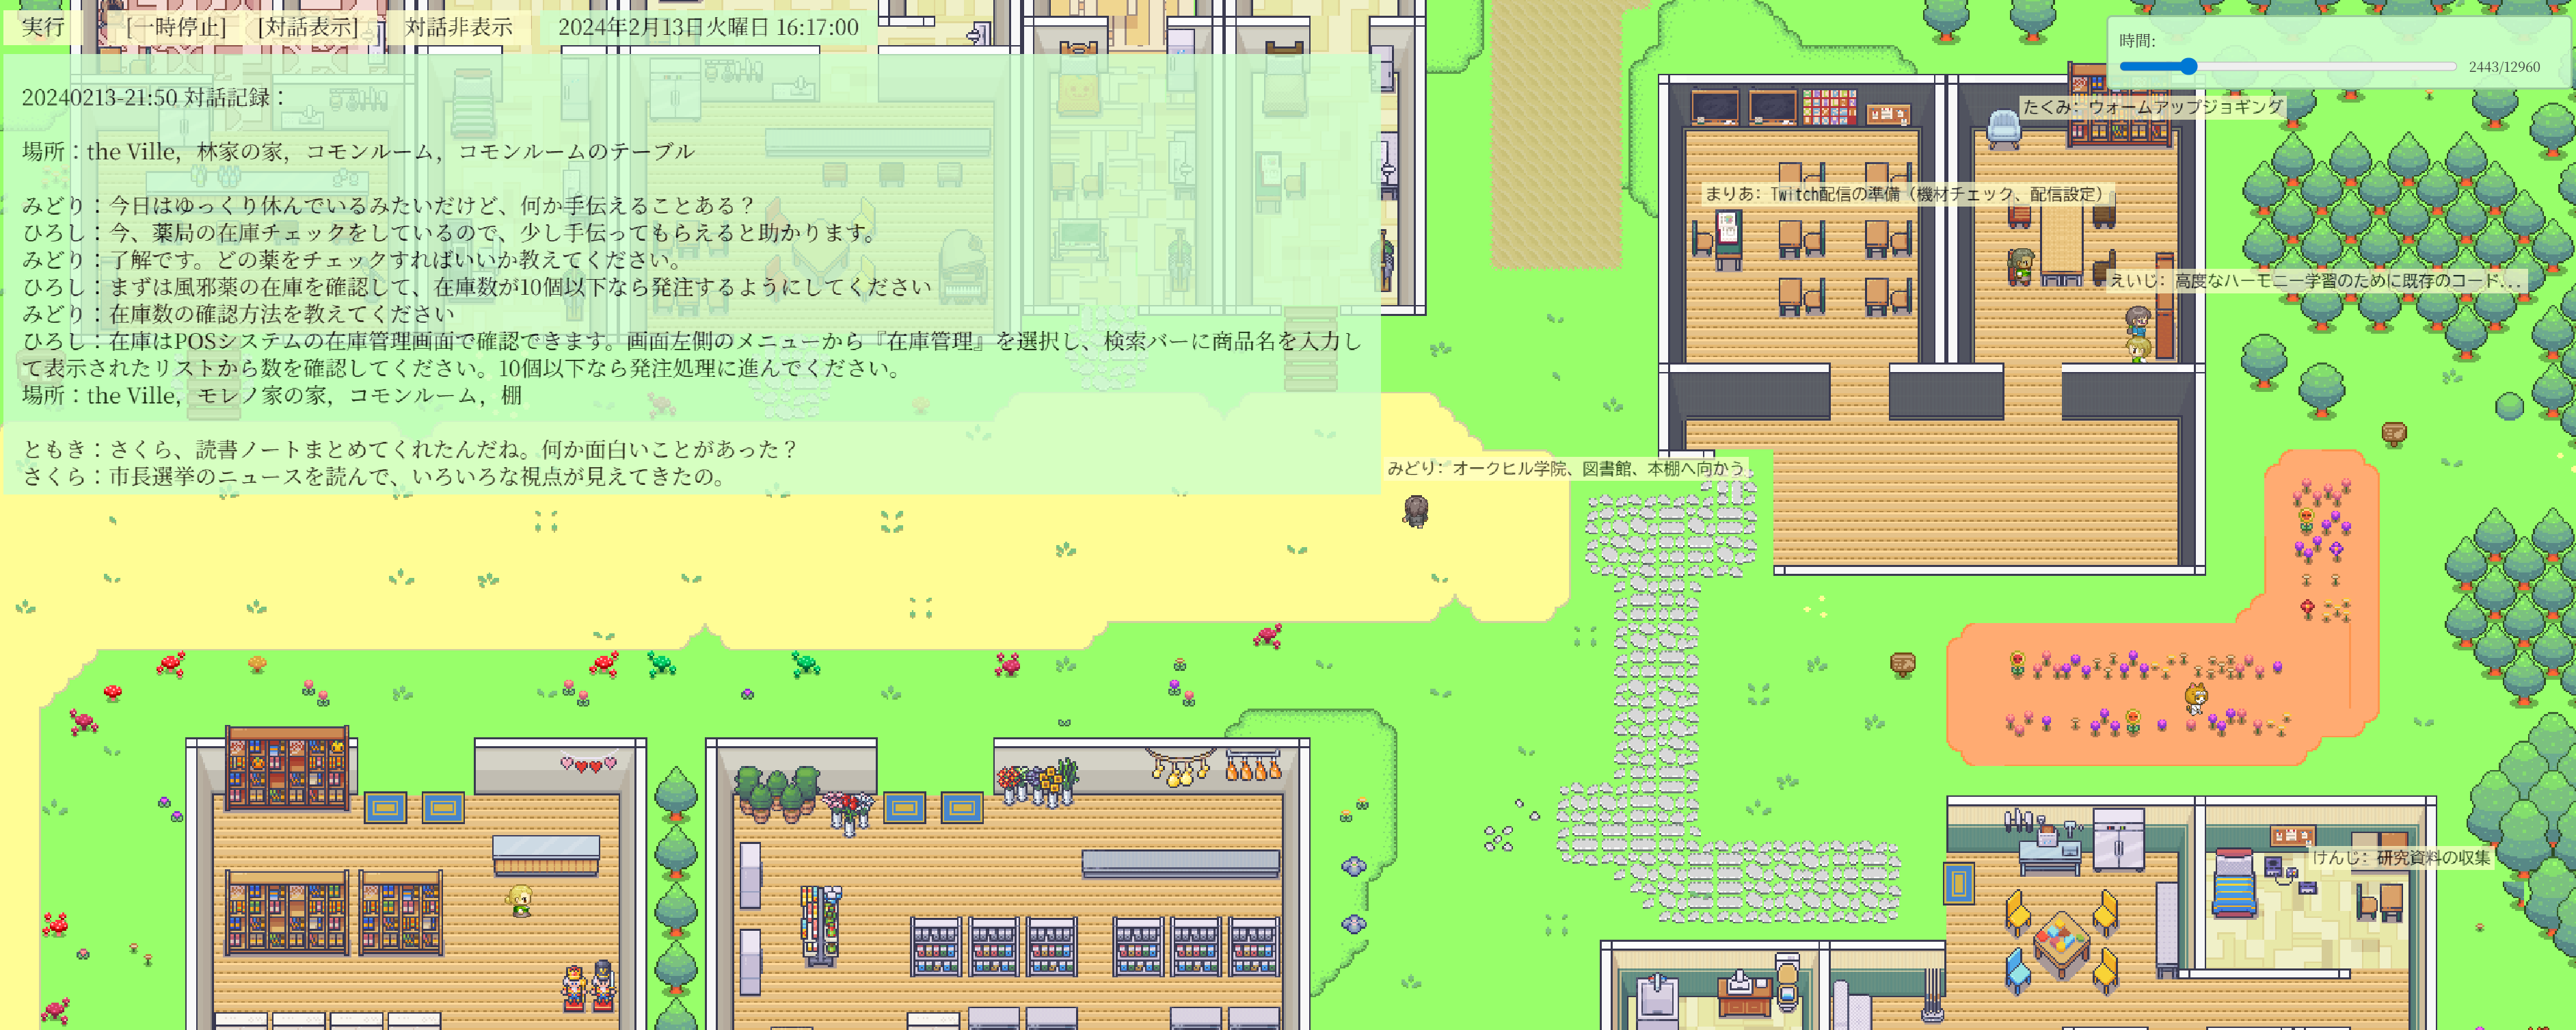 実行 [一時停止] [対話表示] 対話非表示 2024年2月13日火曜日 16:17:00
時間:
2443/12960
20240213-21:50 対話記録：
場所：the Ville，林家の家，コモンルーム，コモンルームのテーブル
みどり：今日はゆっくり休んでいるみたいだけど、何か手伝えることある？
ひろし：今、薬局の在庫チェックをしているので、少し手伝ってもらえると助かります。
みどり：了解です。どの薬をチェックすればいいか教えてください。
ひろし：まずは風邪薬の在庫を確認して、在庫数が10個以下なら発注するようにしてください
みどり：在庫数の確認方法を教えてください
ひろし：在庫はPOSシステムの在庫管理画面で確認できます。画面左側のメニューから『在庫管理』を選択し、検索バーに商品名を入力し
て表示されたリストから数を確認してください。10個以下なら発注処理に進んでください。
場所：the Ville，モレノ家の家，コモンルーム，棚
ともき：さくら、読書ノートまとめてくれたんだね。何か面白いことがあった？
さくら：市長選挙のニュースを読んで、いろいろな視点が見えてきたの。
たくみ: ウォームアップジョギング
まりあ: Twitch配信の準備（機材チェック、配信設定）
えいじ: 高度なハーモニー学習のために既存のコード...
みどり: オークヒル学院、図書館、本棚へ向かう
けんじ: 研究資料の収集